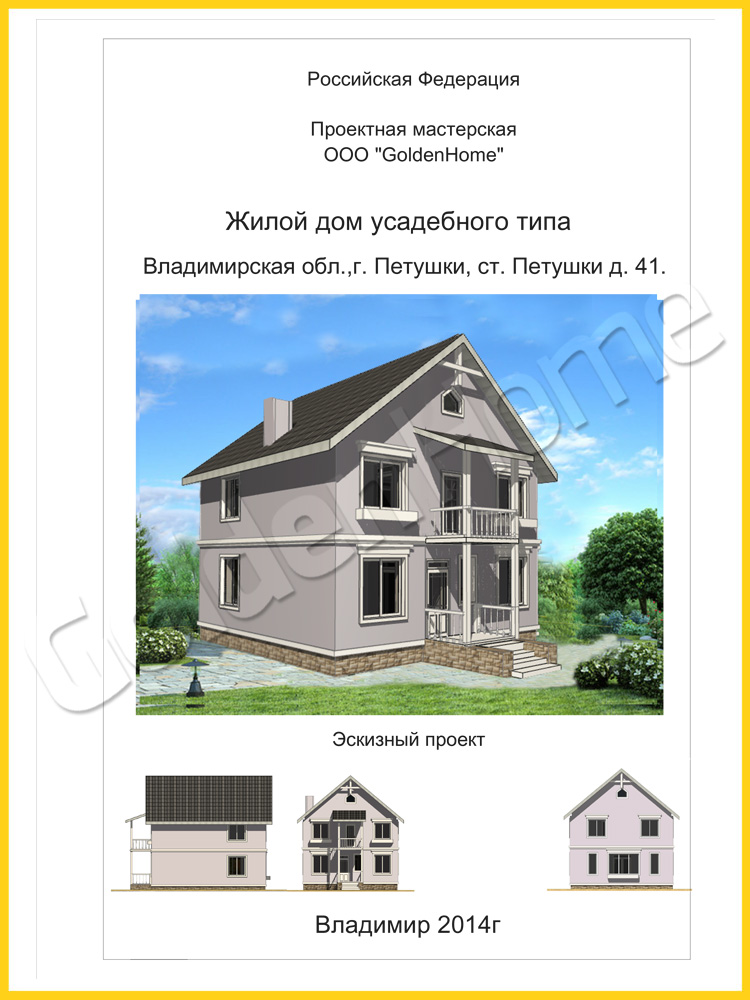 Российская Федерация
Проектная мастерская
ООО "GoldenHome"
Жилой дом усадебного типа
Владимирская обл.,г. Петушки, ст. Петушки д. 41.
GoldenHome
Эскизный проект
Владимир 2014г